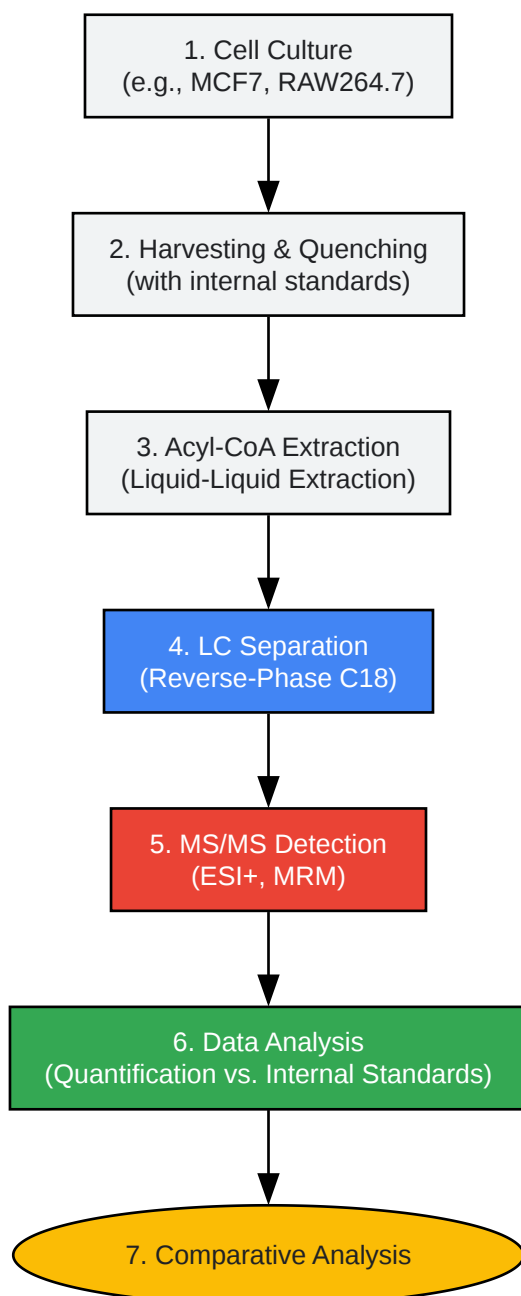 1. Cell Culture
(e.g., MCF7, RAW264.7)
2. Harvesting & Quenching
(with internal standards)
3. Acyl-CoA Extraction
(Liquid-Liquid Extraction)
4. LC Separation
(Reverse-Phase C18)
5. MS/MS Detection
(ESI+, MRM)
6. Data Analysis
(Quantification vs. Internal Standards)
7. Comparative Analysis